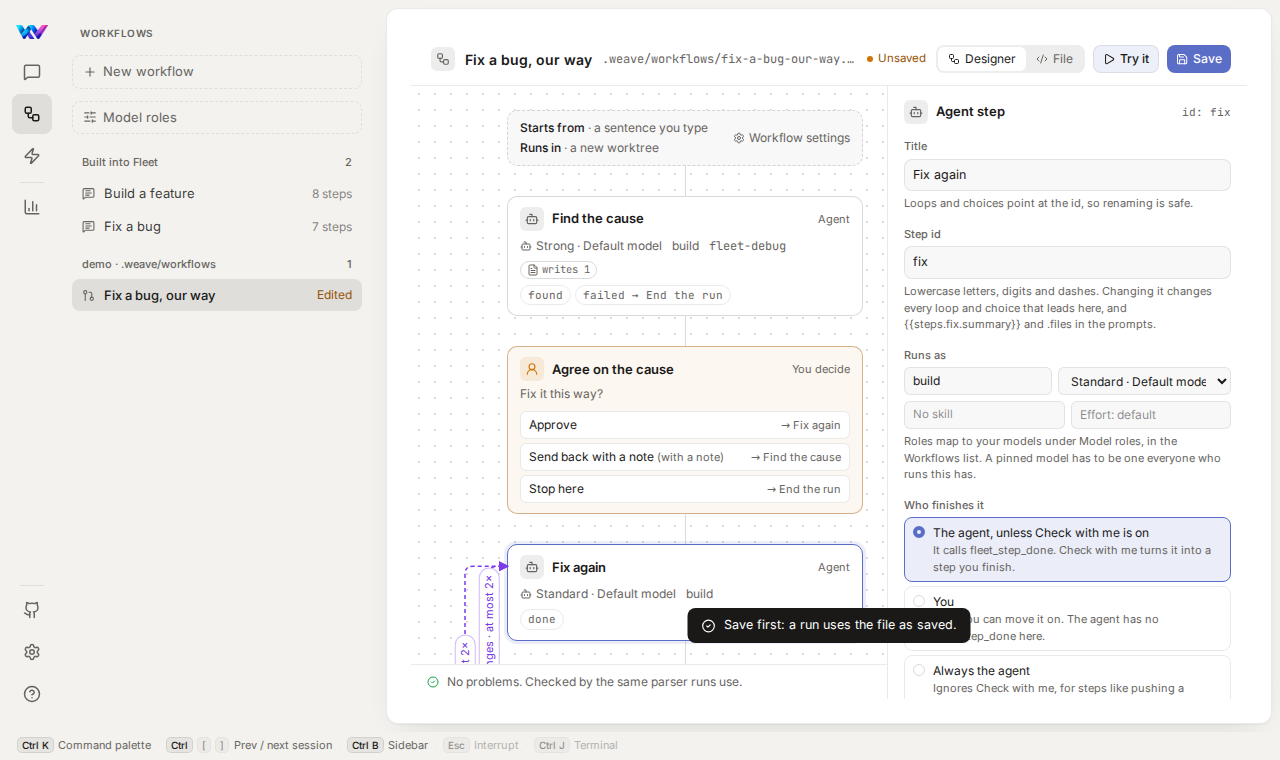 WORKFLOWS
New workflow
Model roles
Built into Fleet 2
Build a feature 8 steps
Fix a bug 7 steps
demo · .weave/workflows 1
Fix a bug, our way Edited
Fix a bug, our way .weave/workflows/fix-a-bug-our-way.… Unsaved Designer File Try it Save
Starts from · a sentence you type
Runs in · a new worktree
Workflow settings
Find the cause Agent
Strong · Default model build fleet-debug
writes 1
found failed → End the run
Agree on the cause You decide
Fix it this way?
Approve → Fix again
Send back with a note (with a note) → Find the cause
Stop here → End the run
Fix again Agent
Standard · Default model build
done
nges · at most 2×
t 2×
No problems. Checked by the same parser runs use.
Agent step id: fix
Title
Fix again
Loops and choices point at the id, so renaming is safe.
Step id
fix
Lowercase letters, digits and dashes. Changing it changes
every loop and choice that leads here, and
{{steps.fix.summary}} and .files in the prompts.
Runs as
build Standard · Default mode
No skill Effort: default
Roles map to your models under Model roles, in the
Workflows list. A pinned model has to be one everyone who
runs this has.
Who finishes it
The agent, unless Check with me is on
It calls fleet_step_done. Check with me turns it into a
step you finish.
You
ou can move it on. The agent has no
ep_done here.
Always the agent
Ignores Check with me, for steps like pushing a
Save first: a run uses the file as saved.
Ctrl K Command palette Ctrl [ ] Prev / next session Ctrl B Sidebar Esc Interrupt Ctrl J Terminal